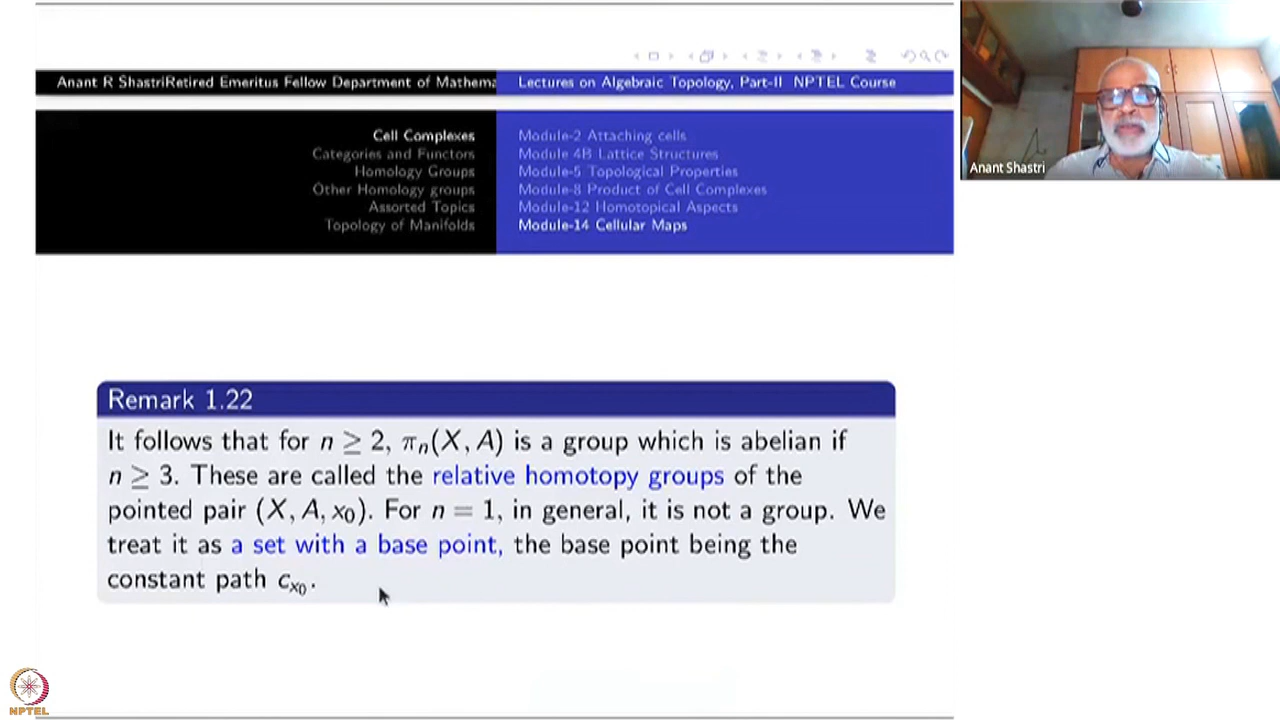 Anant R ShastriRetired Emeritus Fellow Department of Mathema
Lectures on Algebraic Topology, Part-II NPTEL Course
Cell Complexes
Categories and Functors
Homology Groups
Other Homology groups
Assorted Topics
Topology of Manifolds
Module-2 Attaching cells
Module 4B Lattice Structures
Module-5 Topological Properties
Module-8 Product of Cell Complexes
Module-12 Homotopical Aspects
Module-14 Cellular Maps
Anant Shastri
Remark 1.22
It follows that for n ≥ 2, πₙ(X, A) is a group which is abelian if
n ≥ 3. These are called the relative homotopy groups of the
pointed pair (X, A, x₀). For n = 1, in general, it is not a group. We
treat it as a set with a base point, the base point being the
constant path c_{x₀}.
NPTEL